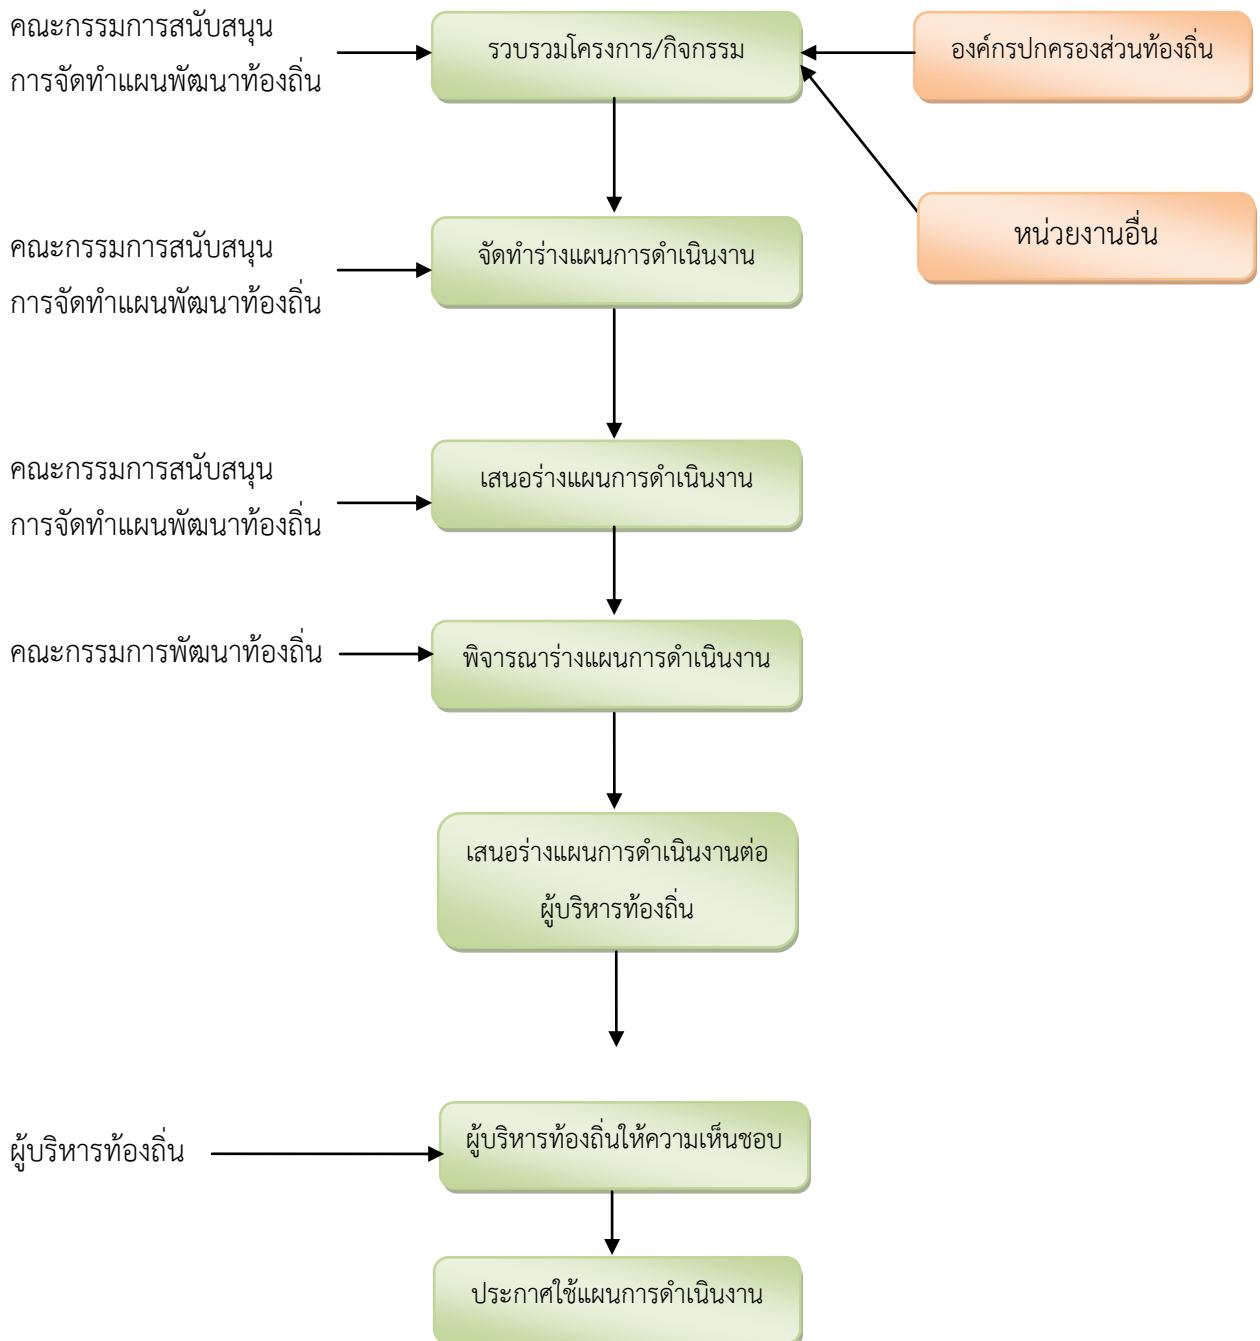 คณะกรรมการสนับสนุน
การจัดทำแผนพัฒนาท้องถิ่น
รวบรวมโครงการ/กิจกรรม
องค์กรปกครองส่วนท้องถิ่น
หน่วยงานอื่น
คณะกรรมการสนับสนุน
การจัดทำแผนพัฒนาท้องถิ่น
จัดทำร่างแผนการดำเนินงาน
คณะกรรมการสนับสนุน
การจัดทำแผนพัฒนาท้องถิ่น
เสนอร่างแผนการดำเนินงาน
คณะกรรมการพัฒนาท้องถิ่น
พิจารณาร่างแผนการดำเนินงาน
เสนอร่างแผนการดำเนินงานต่อ
ผู้บริหารท้องถิ่น
ผู้บริหารท้องถิ่น
ผู้บริหารท้องถิ่นให้ความเห็นชอบ
ประกาศใช้แผนการดำเนินงาน